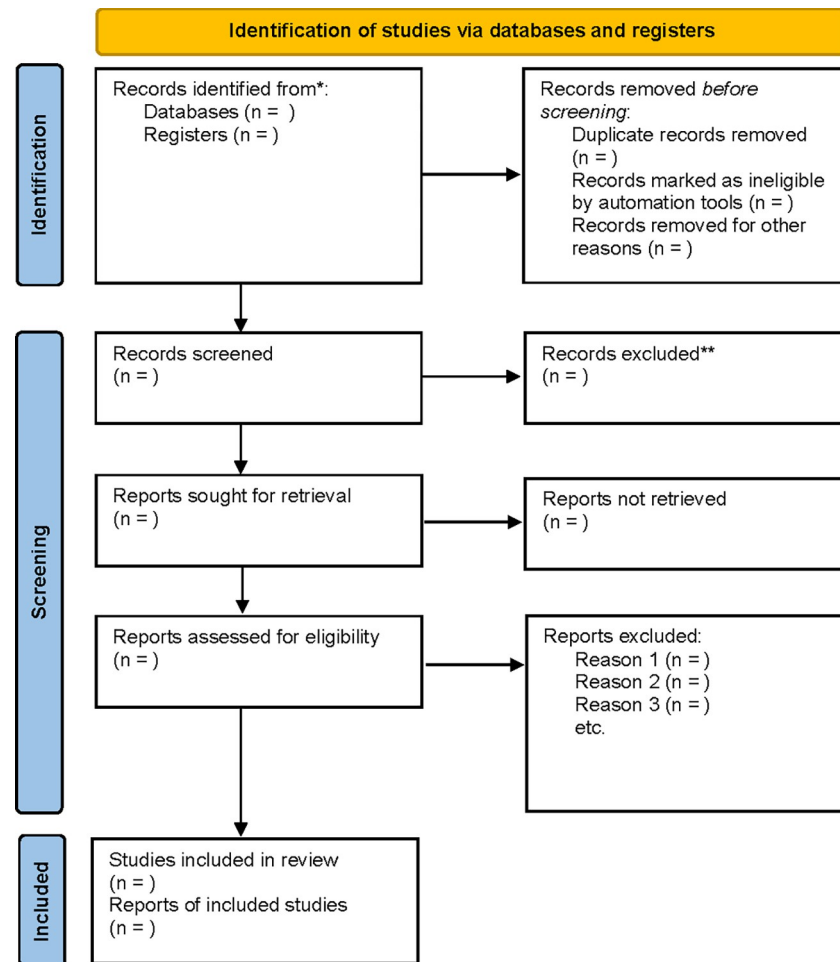 Identification of studies via databases and registers
Identification
Records identified from*:
Databases (n = )
Registers (n = )
Records removed before
screening:
Duplicate records removed
(n = )
Records marked as ineligible
by automation tools (n = )
Records removed for other
reasons (n = )
Screening
Records screened
(n = )
Records excluded**
(n = )
Reports sought for retrieval
(n = )
Reports not retrieved
(n = )
Reports assessed for eligibility
(n = )
Reports excluded:
Reason 1 (n = )
Reason 2 (n = )
Reason 3 (n = )
etc.
Included
Studies included in review
(n = )
Reports of included studies
(n = )